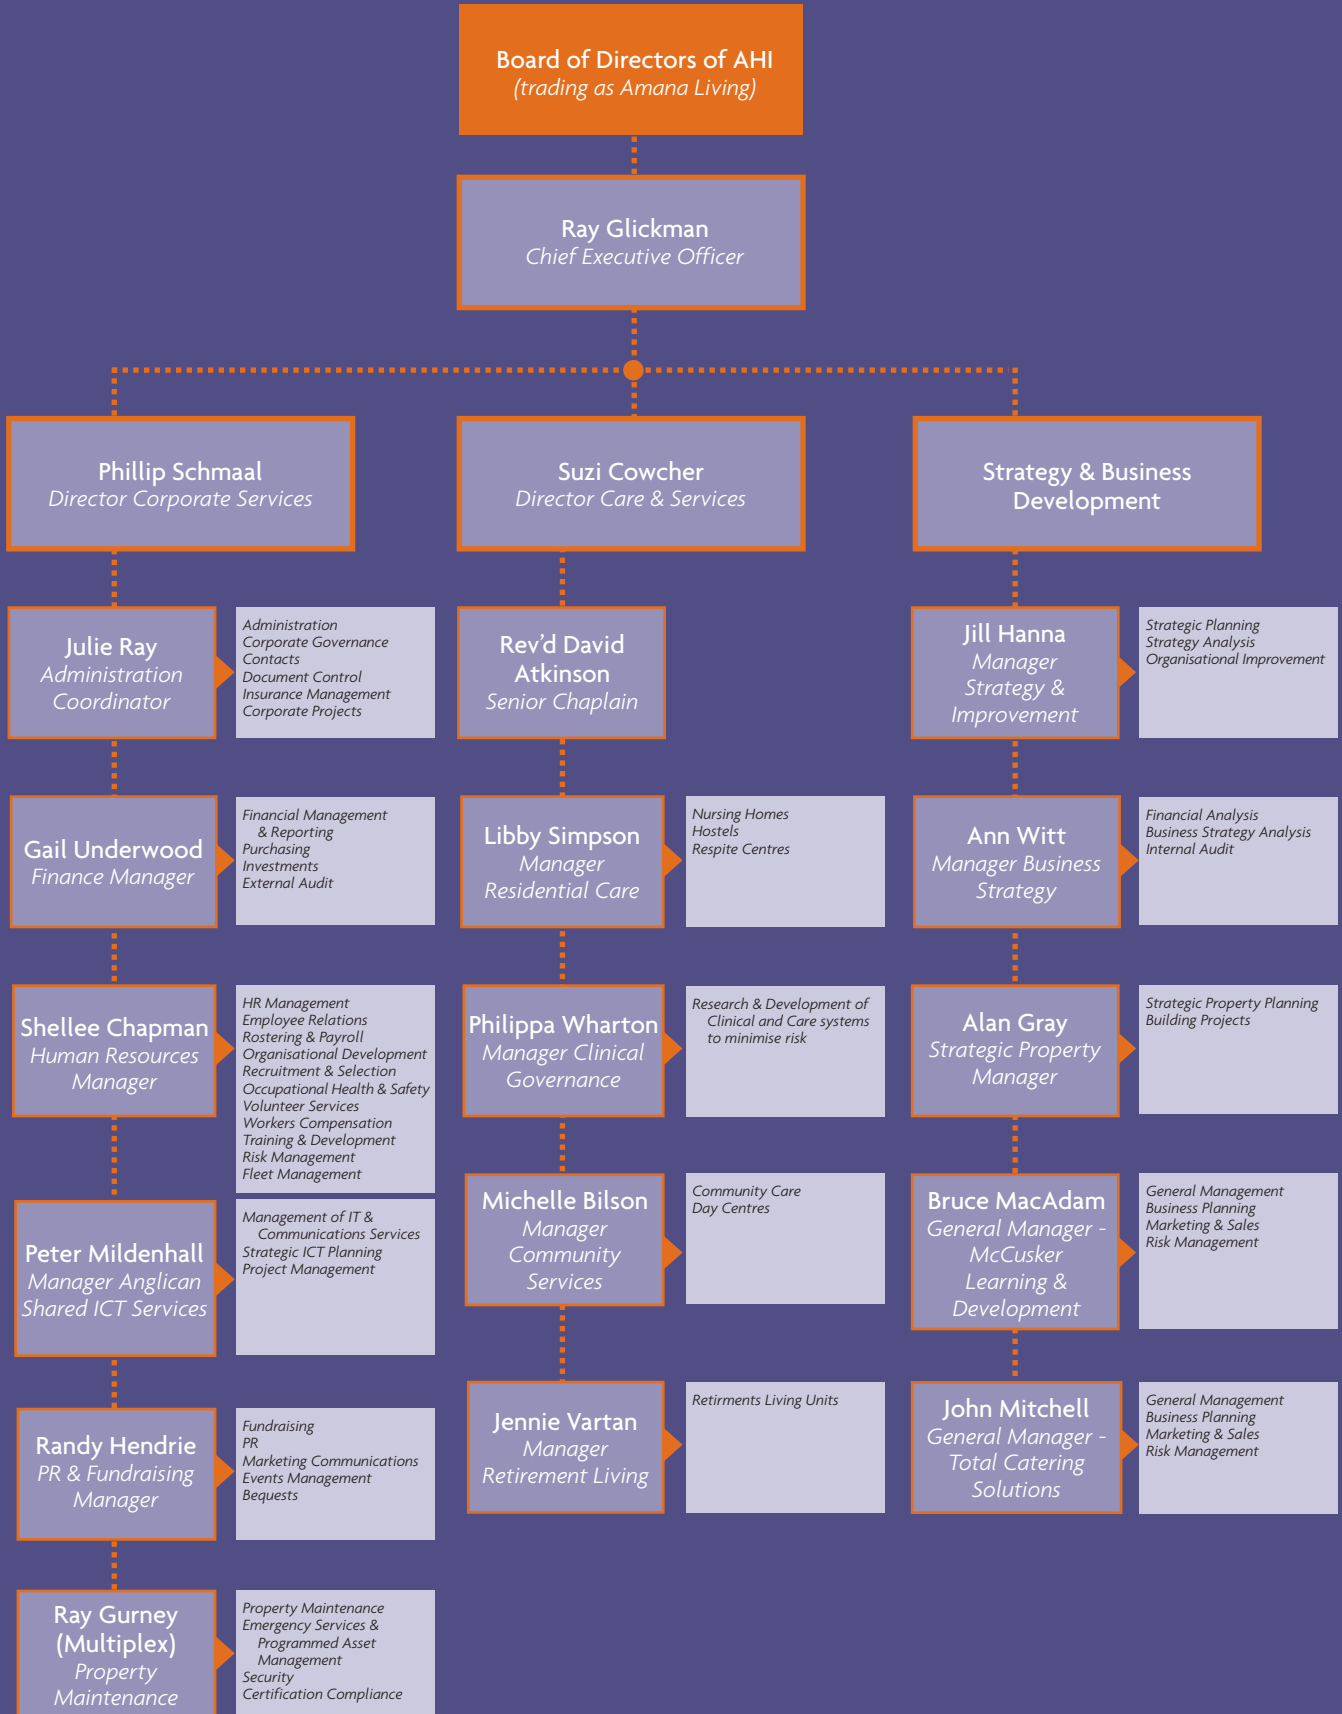 Board of Directors of AHI
(trading as Amana Living)
Ray Glickman
Chief Executive Officer
Phillip Schmaal
Director Corporate Services
Suzi Cowcher
Director Care & Services
Strategy & Business
Development
Julie Ray
Administration
Coordinator
Administration
Corporate Governance
Contacts
Document Control
Insurance Management
Corporate Projects
Gail Underwood
Finance Manager
Financial Management
& Reporting
Purchasing
Investments
External Audit
Shellee Chapman
Human Resources
Manager
HR Management
Employee Relations
Rostering & Payroll
Organisational Development
Recruitment & Selection
Occupational Health & Safety
Volunteer Services
Workers Compensation
Training & Development
Risk Management
Fleet Management
Peter Mildenhall
Manager Anglican
Shared ICT Services
Management of IT &
Communications Services
Strategic ICT Planning
Project Management
Randy Hendrie
PR & Fundraising
Manager
Fundraising
PR
Marketing Communications
Events Management
Bequests
Ray Gurney
(Multiplex)
Property
Maintenance
Property Maintenance
Emergency Services &
Programmed Asset
Management
Security
Certification Compliance
Rev'd David
Atkinson
Senior Chaplain
Libby Simpson
Manager
Residential Care
Nursing Homes
Hostels
Respite Centres
Philippa Wharton
Manager Clinical
Governance
Research & Development of
Clinical and Care systems
to minimise risk
Michelle Bilson
Manager
Community
Services
Community Care
Day Centres
Jennie Vartan
Manager
Retirement Living
Retirments Living Units
Jill Hanna
Manager
Strategy &
Improvement
Strategic Planning
Strategy Analysis
Organisational Improvement
Ann Witt
Manager Business
Strategy
Financial Analysis
Business Strategy Analysis
Internal Audit
Alan Gray
Strategic Property
Manager
Strategic Property Planning
Building Projects
Bruce MacAdam
General Manager -
McCusker
Learning &
Development
General Management
Business Planning
Marketing & Sales
Risk Management
John Mitchell
General Manager -
Total Catering
Solutions
General Management
Business Planning
Marketing & Sales
Risk Management